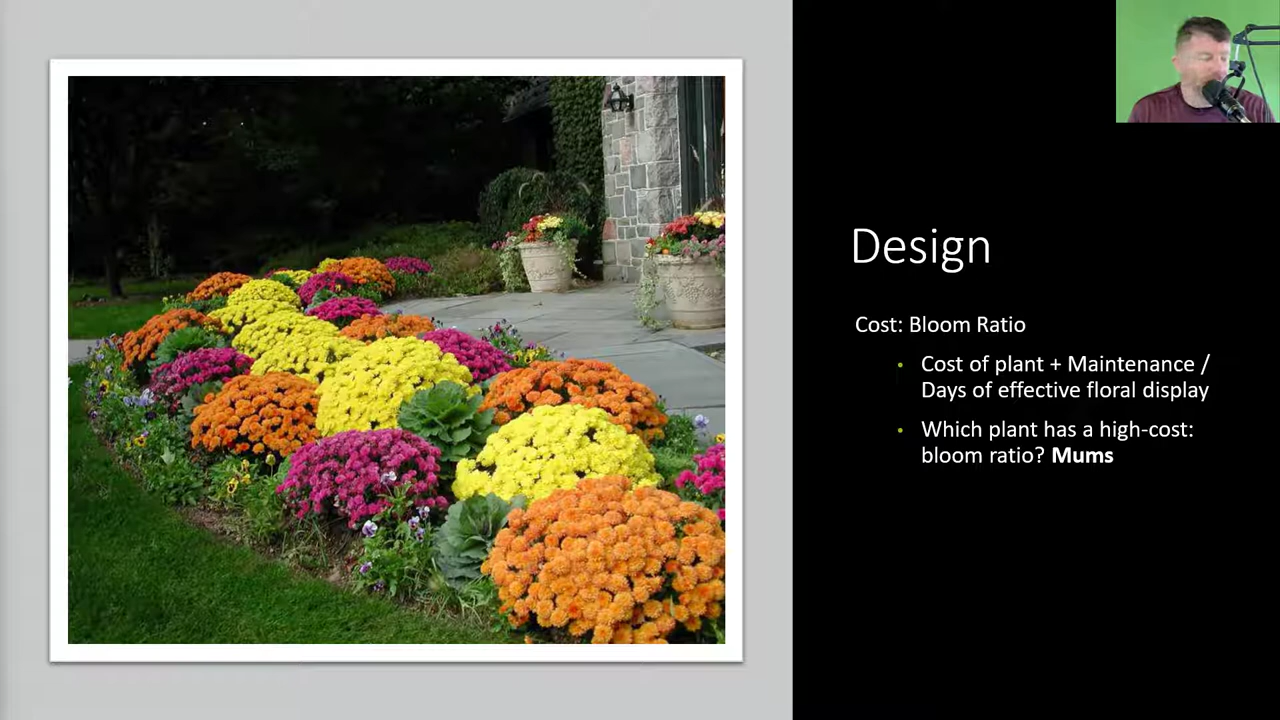 Design
Cost: Bloom Ratio
• Cost of plant + Maintenance /
Days of effective floral display
• Which plant has a high-cost:
bloom ratio? Mums